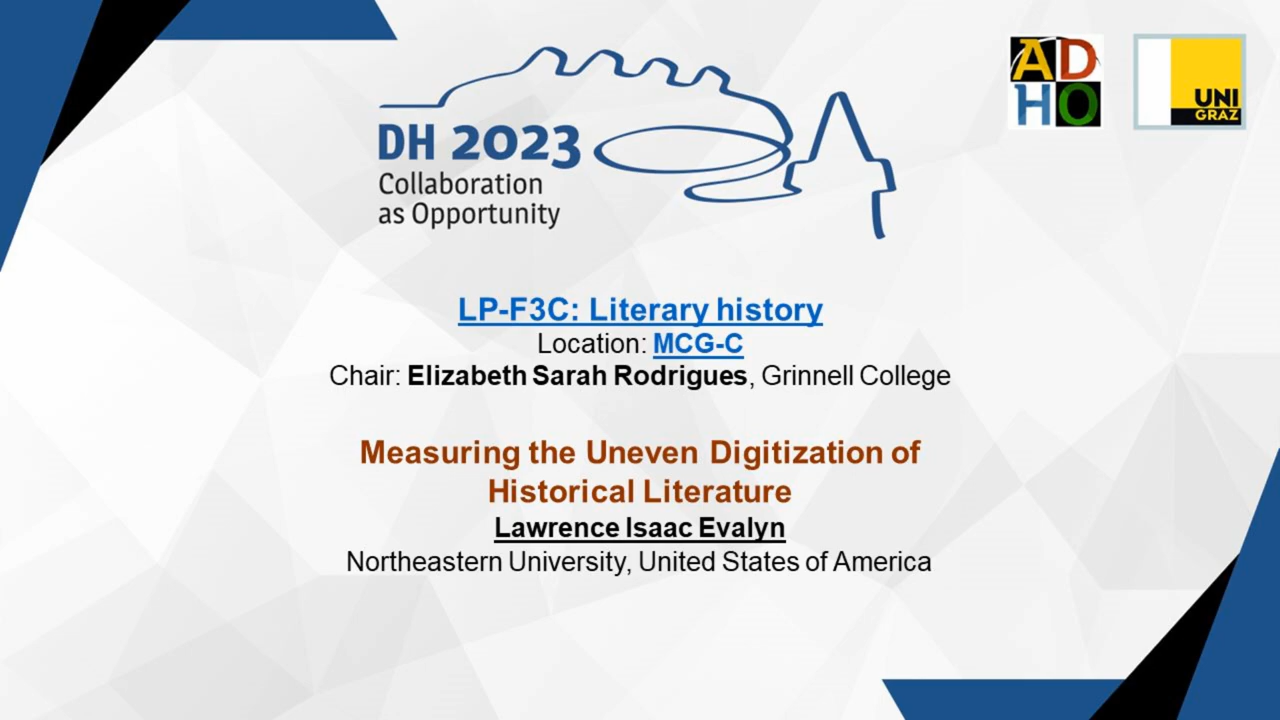 AD
HO
UNI
GRAZ
DH 2023
Collaboration
as Opportunity
LP-F3C: Literary history
Location: MCG-C
Chair: Elizabeth Sarah Rodrigues, Grinnell College
Measuring the Uneven Digitization of
Historical Literature
Lawrence Isaac Evalyn
Northeastern University, United States of America